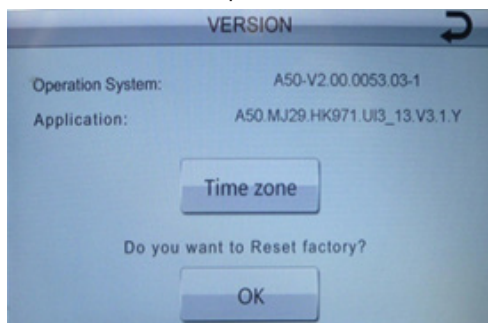 VERSION
Operation System: A50-V2.00.0053.03-1
Application: A50.MJ29.HK971.UI3_13.V3.1.Y
Time zone
Do you want to Reset factory?
OK